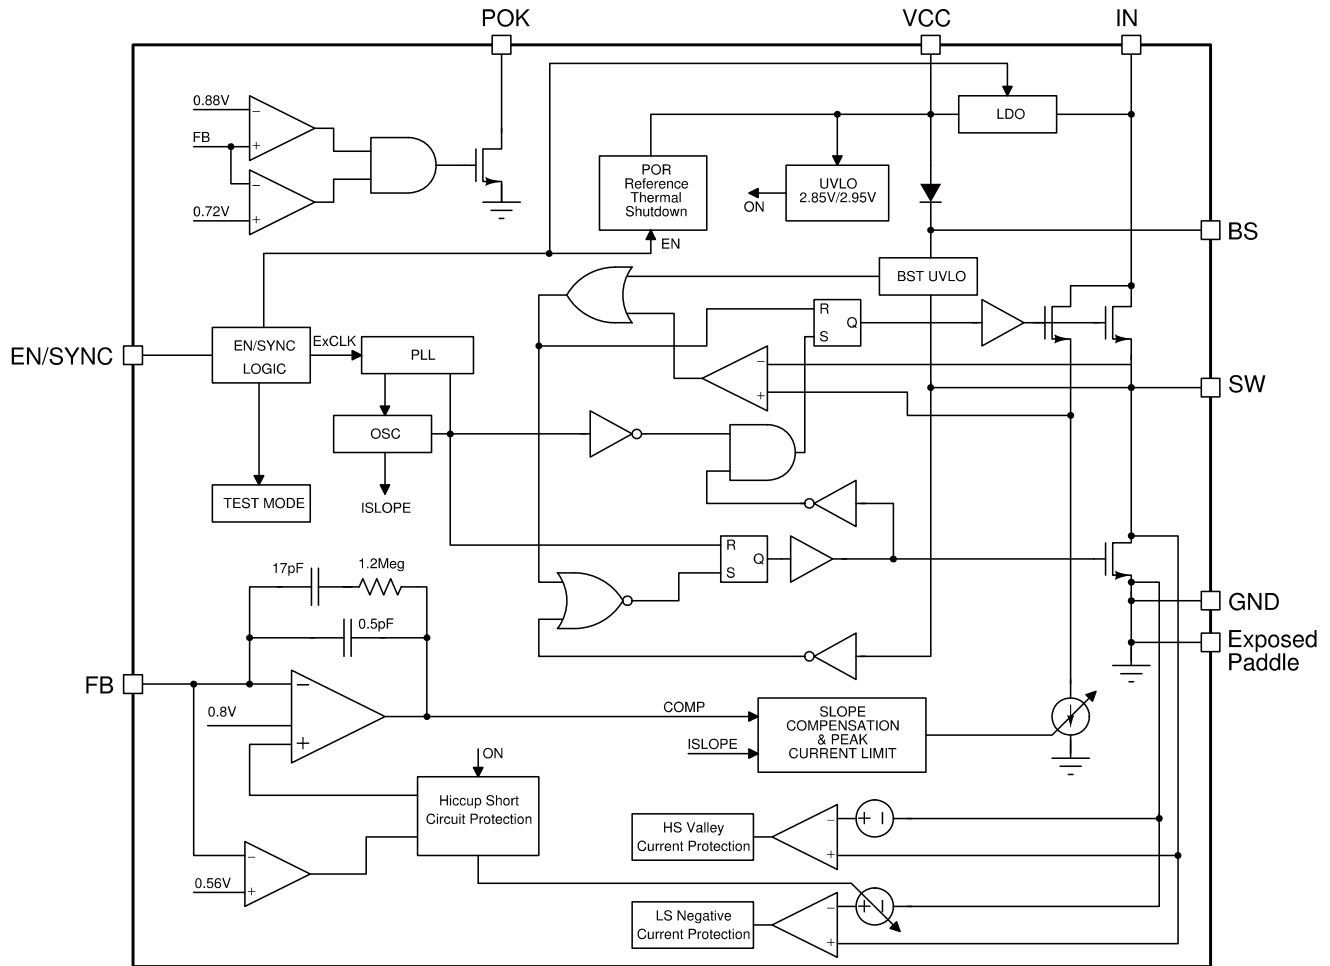 POK
VCC
IN
0.88V
−
FB
+
−
0.72V
+
LDO
POR
Reference
Thermal
Shutdown
UVLO
2.85V/2.95V
ON
EN
BS
BST UVLO
R
Q
S
EN/SYNC
EN/SYNC
LOGIC
ExCLK
PLL
−
+
SW
OSC
ISLOPE
TEST MODE
R
Q
S
17pF
1.2Meg
0.5pF
GND
Exposed
Paddle
FB
−
0.8V
+
COMP
ISLOPE
SLOPE
COMPENSATION
& PEAK
CURRENT LIMIT
ON
Hiccup Short
Circuit Protection
−
0.56V
+
HS Valley
Current Protection
−
+
+ −
LS Negative
Current Protection
−
+
+ −